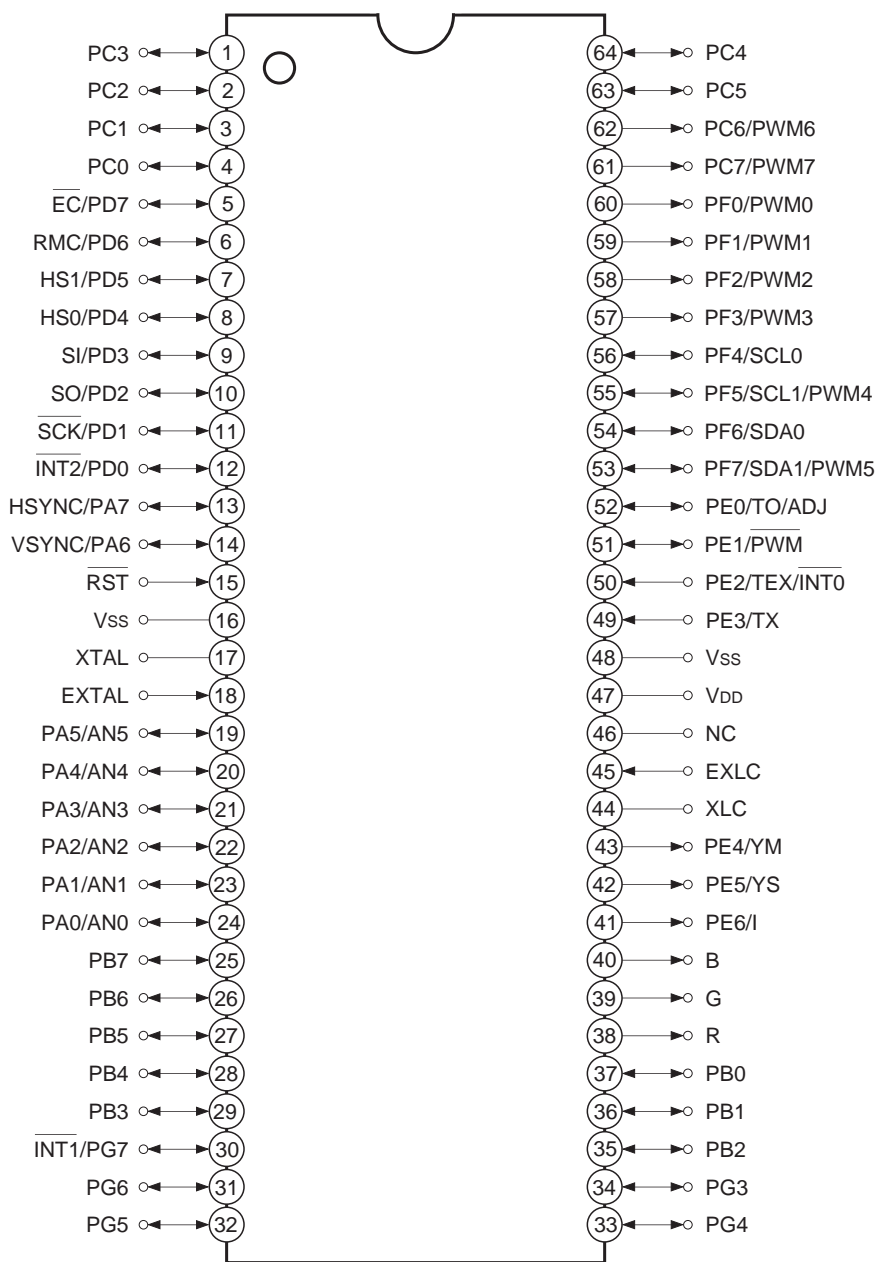 PC3 1 64 PC4
PC2 2 63 PC5
PC1 3 62 PC6/PWM6
PC0 4 61 PC7/PWM7
E̅C̅/PD7 5 60 PF0/PWM0
RMC/PD6 6 59 PF1/PWM1
HS1/PD5 7 58 PF2/PWM2
HS0/PD4 8 57 PF3/PWM3
SI/PD3 9 56 PF4/SCL0
SO/PD2 10 55 PF5/SCL1/PWM4
S̅C̅K̅/PD1 11 54 PF6/SDA0
I̅N̅T̅2̅/PD0 12 53 PF7/SDA1/PWM5
HSYNC/PA7 13 52 PE0/TO/ADJ
VSYNC/PA6 14 51 PE1/P̅W̅M̅
R̅S̅T̅ 15 50 PE2/TEX/I̅N̅T̅0̅
Vss 16 49 PE3/TX
XTAL 17 48 Vss
EXTAL 18 47 VDD
PA5/AN5 19 46 NC
PA4/AN4 20 45 EXLC
PA3/AN3 21 44 XLC
PA2/AN2 22 43 PE4/YM
PA1/AN1 23 42 PE5/YS
PA0/AN0 24 41 PE6/I
PB7 25 40 B
PB6 26 39 G
PB5 27 38 R
PB4 28 37 PB0
PB3 29 36 PB1
I̅N̅T̅1̅/PG7 30 35 PB2
PG6 31 34 PG3
PG5 32 33 PG4